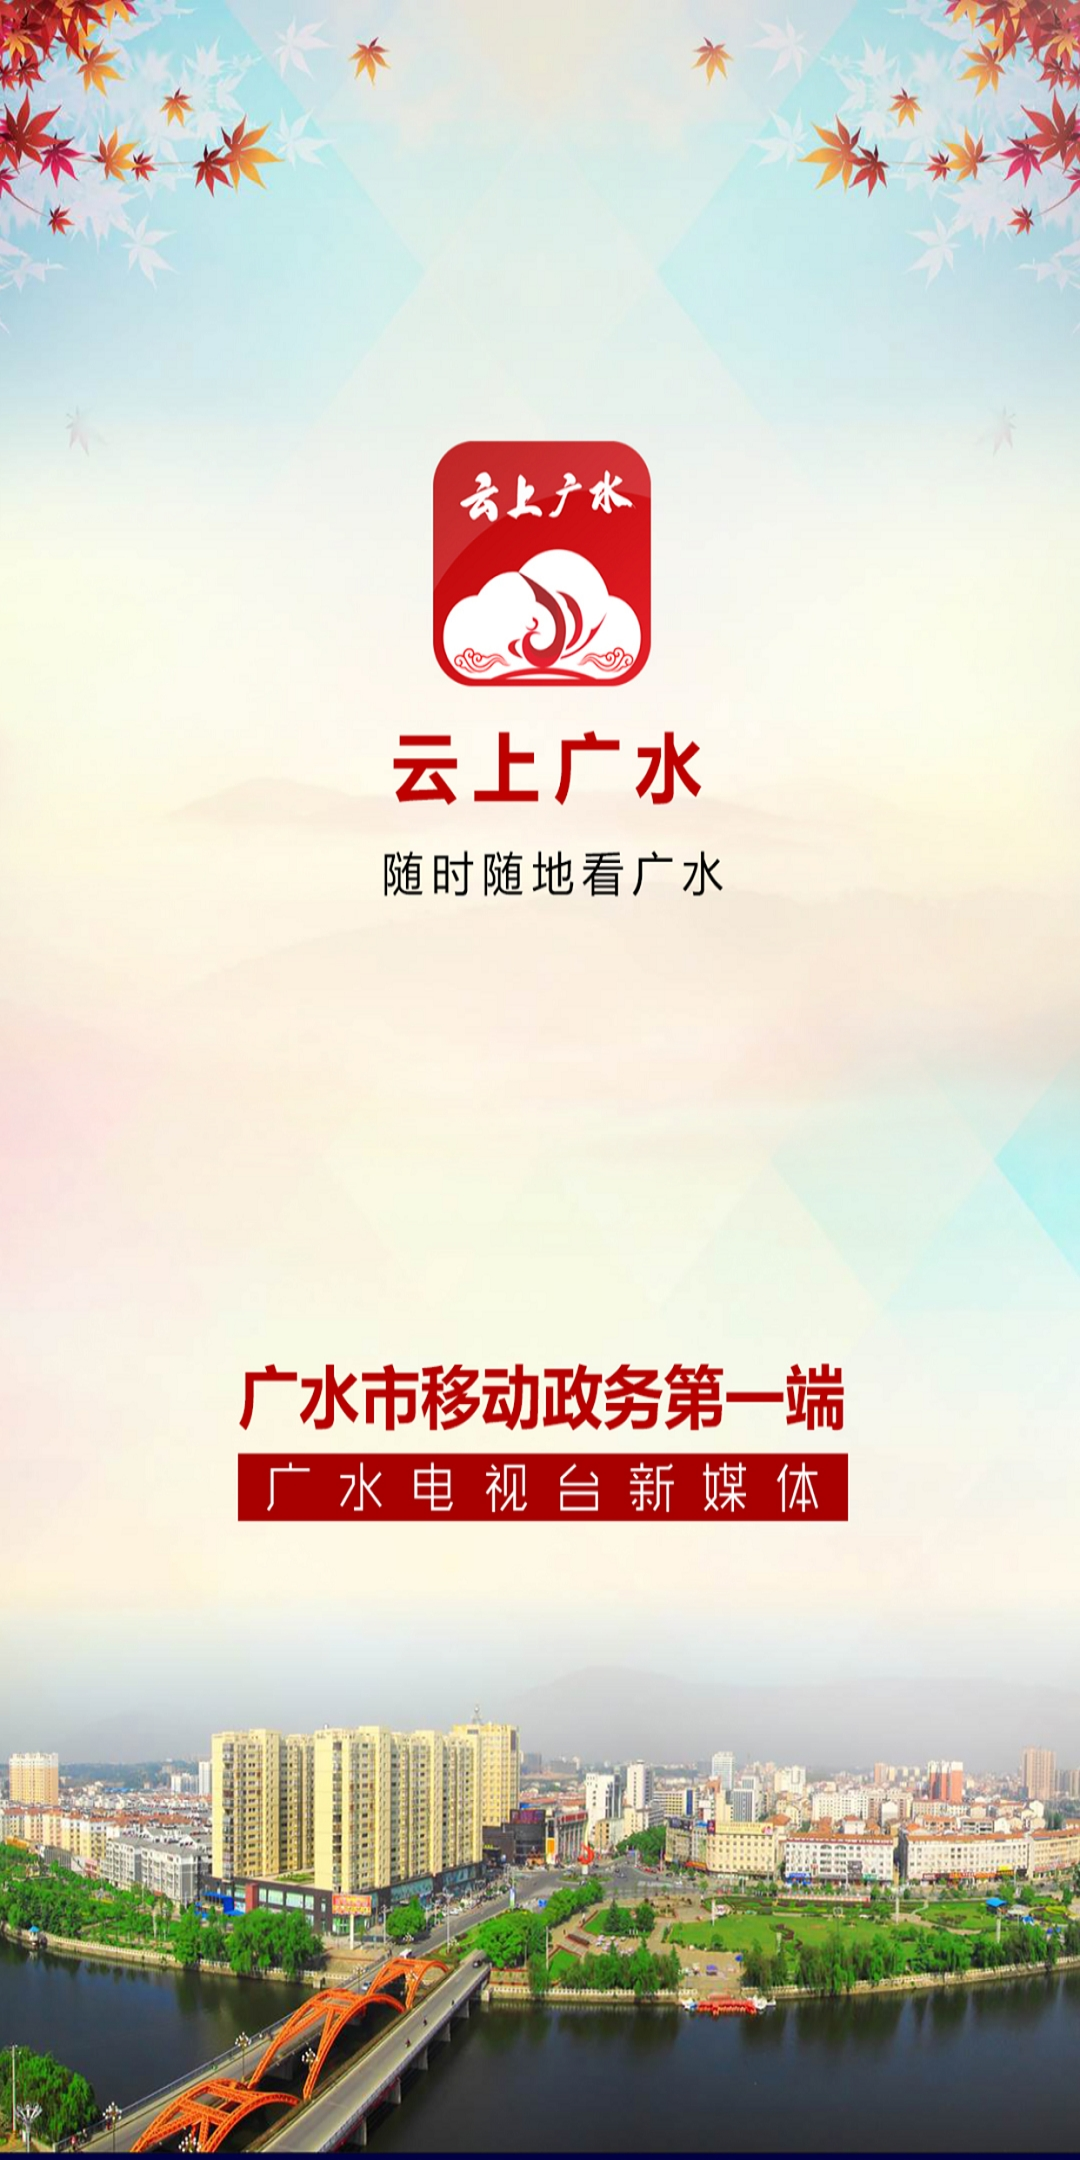 云上广水
云上广水
随时随地看广水
广水市移动政务第一端
广水电视台新媒体